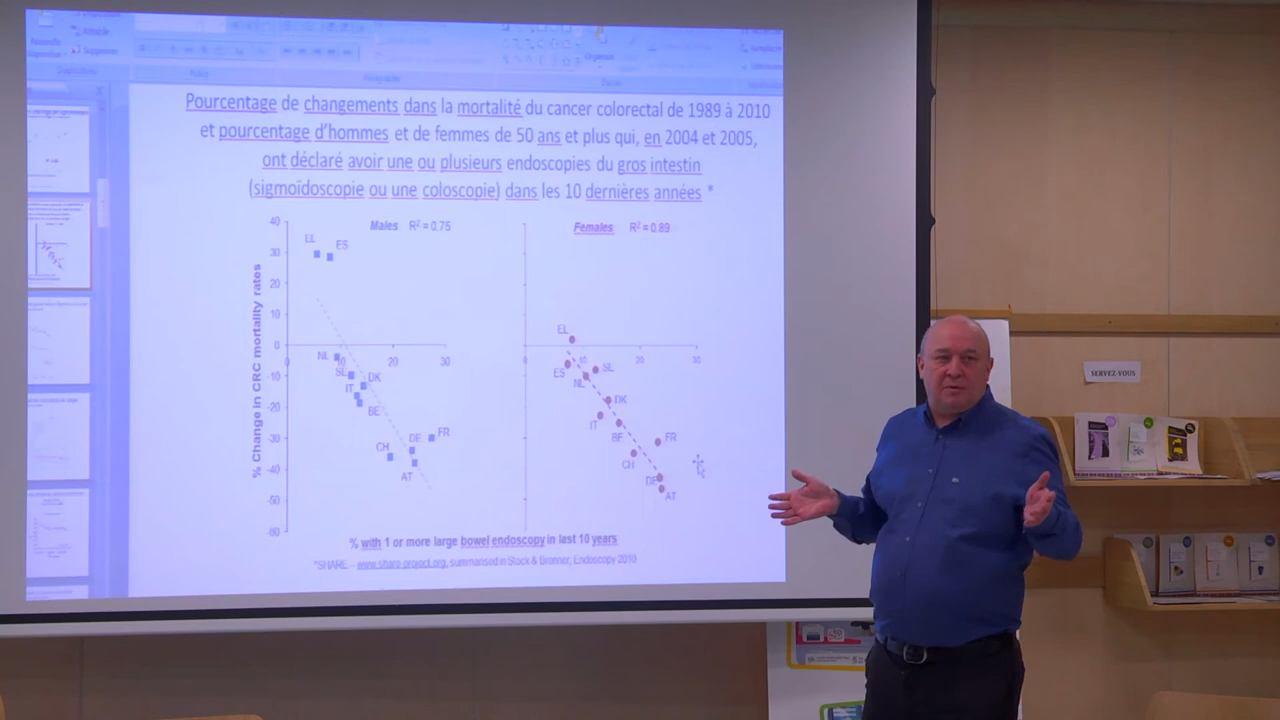 Pourcentage de changements dans la mortalité du cancer colorectal de 1989 à 2010
et pourcentage d'hommes et de femmes de 50 ans et plus qui, en 2004 et 2005,
ont déclaré avoir une ou plusieurs endoscopies du gros intestin
(sigmoïdoscopie ou une coloscopie) dans les 10 dernières années *
Males R² = 0.75
Females R² = 0.89
% Change in CRC mortality rates
40
30
20
10
0
-10
-20
-30
-40
-50
-60
10
20
30
EL
ES
NL
SE
IT
DK
BE
CH
DE
FR
AT
10
20
30
EL
ES
NL
SE
DK
IT
BE
FR
CH
DE
AT
% with 1 or more large bowel endoscopy in last 10 years
*SHARE – www.share-project.org, summarised in Stock & Brenner, Endoscopy 2010
SERVEZ-VOUS